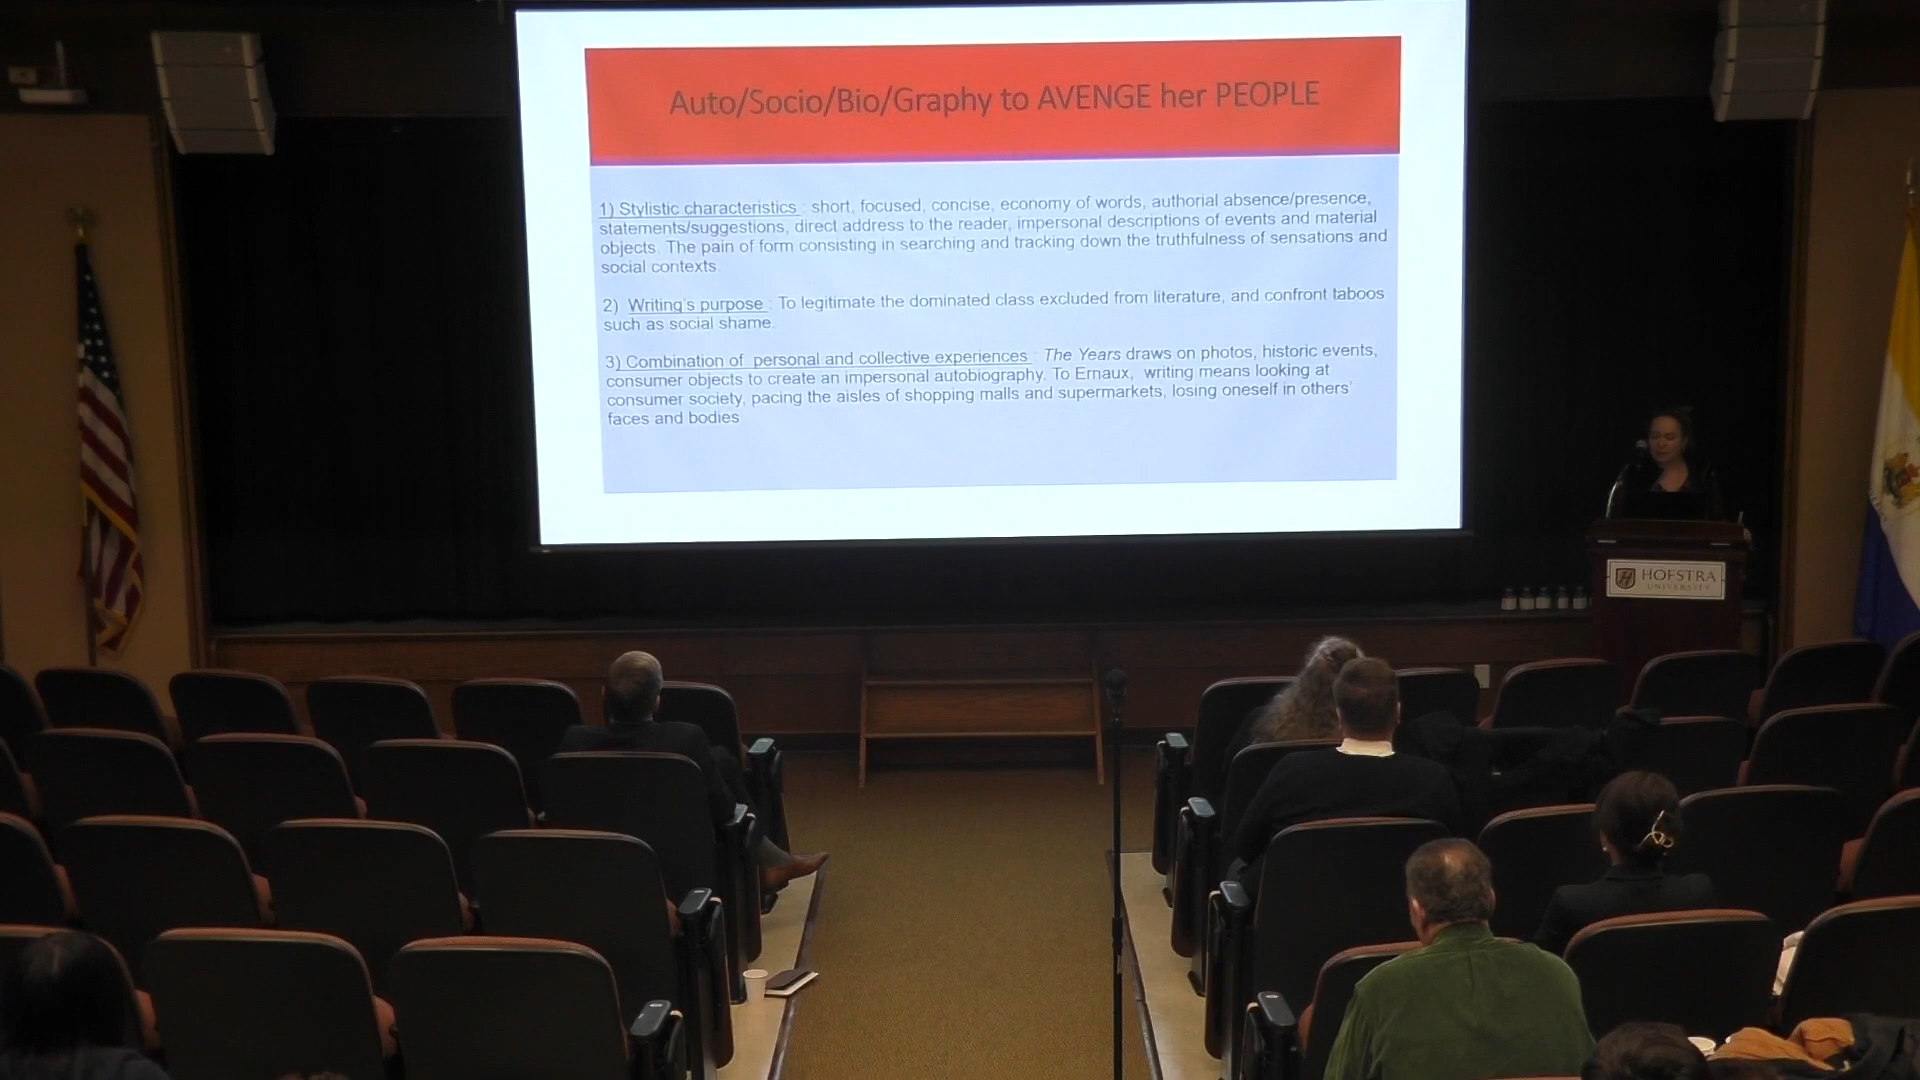 Auto/Socio/Bio/Graphy to AVENGE her PEOPLE
1) Stylistic characteristics : short, focused, concise, economy of words, authorial absence/presence,
statements/suggestions, direct address to the reader, impersonal descriptions of events and material
objects. The pain of form consisting in searching and tracking down the truthfulness of sensations and
social contexts.
2) Writing's purpose : To legitimate the dominated class excluded from literature, and confront taboos
such as social shame.
3) Combination of personal and collective experiences : The Years draws on photos, historic events,
consumer objects to create an impersonal autobiography. To Ernaux, writing means looking at
consumer society, pacing the aisles of shopping malls and supermarkets, losing oneself in others'
faces and bodies
HOFSTRA
UNIVERSITY